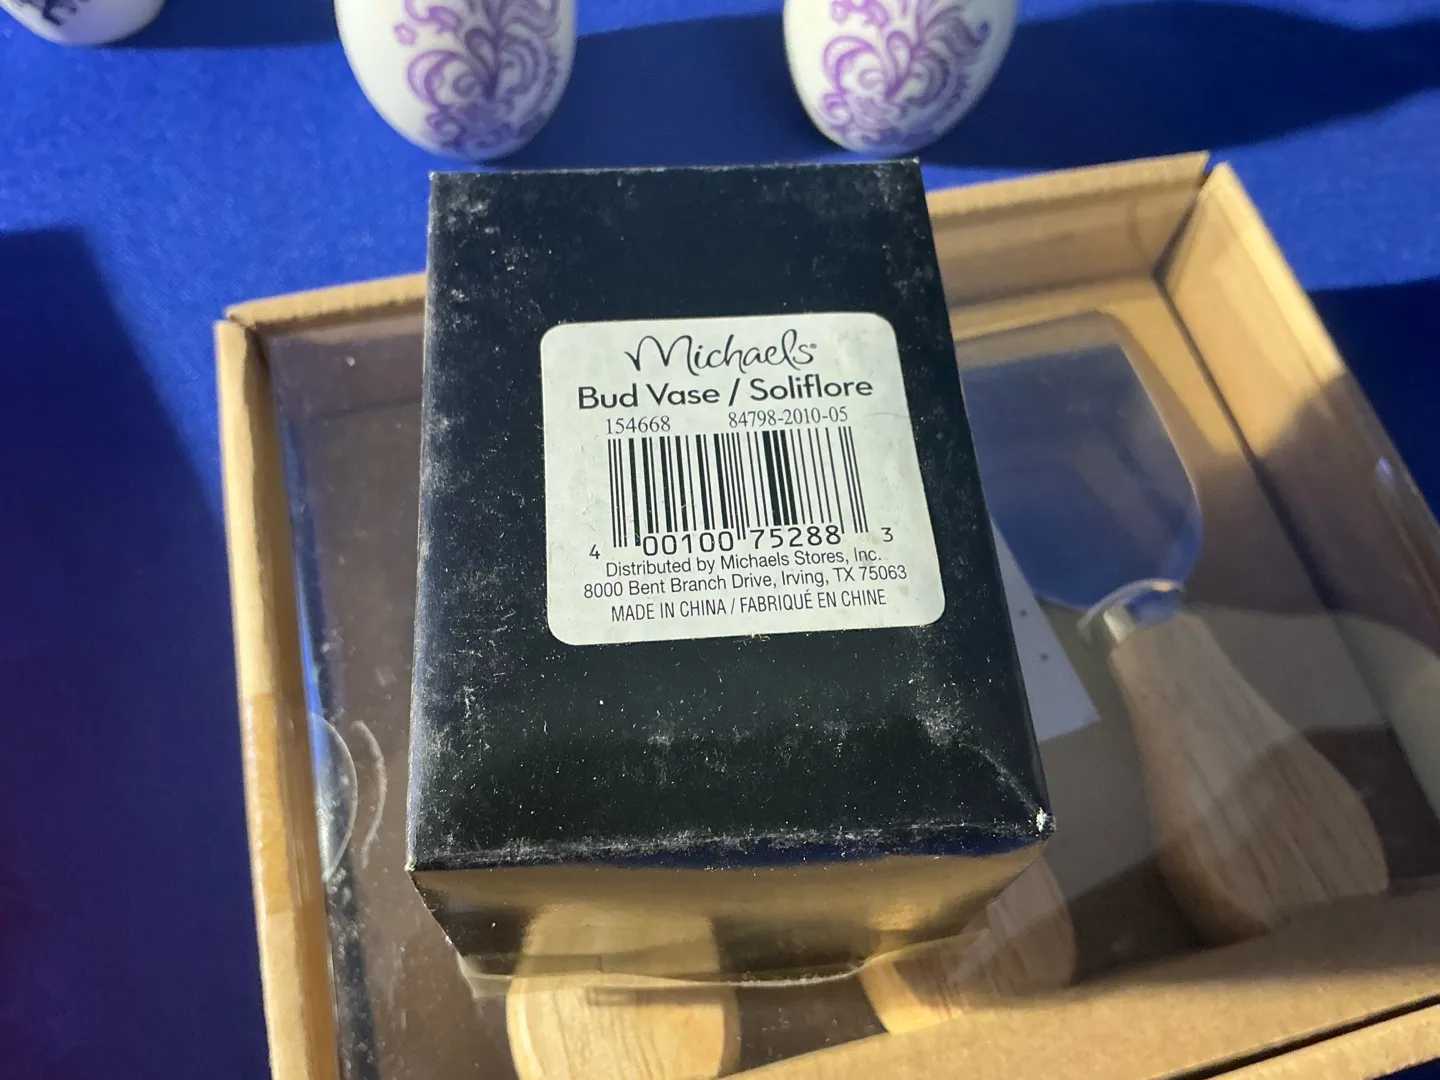 Michaels®
Bud Vase / Soliflore
154668 84798-2010-05
4 00100 75288 3
Distributed by Michaels Stores, Inc.
8000 Bent Branch Drive, Irving, TX 75063
MADE IN CHINA / FABRIQUÉ EN CHINE